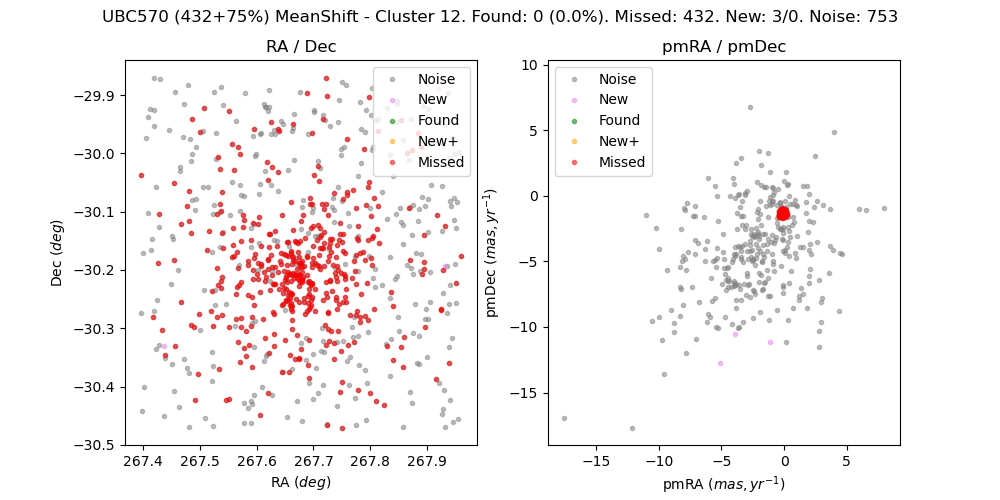 UBC570 (432+75%) MeanShift - Cluster 12. Found: 0 (0.0%). Missed: 432. New: 3/0. Noise: 753
RA / Dec
−29.9
−30.0
−30.1
−30.2
−30.3
−30.4
−30.5
Dec (deg)
267.4 267.5 267.6 267.7 267.8 267.9
RA (deg)
Noise
New
Found
New+
Missed
pmRA / pmDec
10
5
0
−5
−10
−15
pmDec (mas, yr⁻¹)
−15 −10 −5 0 5
pmRA (mas, yr⁻¹)
Noise
New
Found
New+
Missed